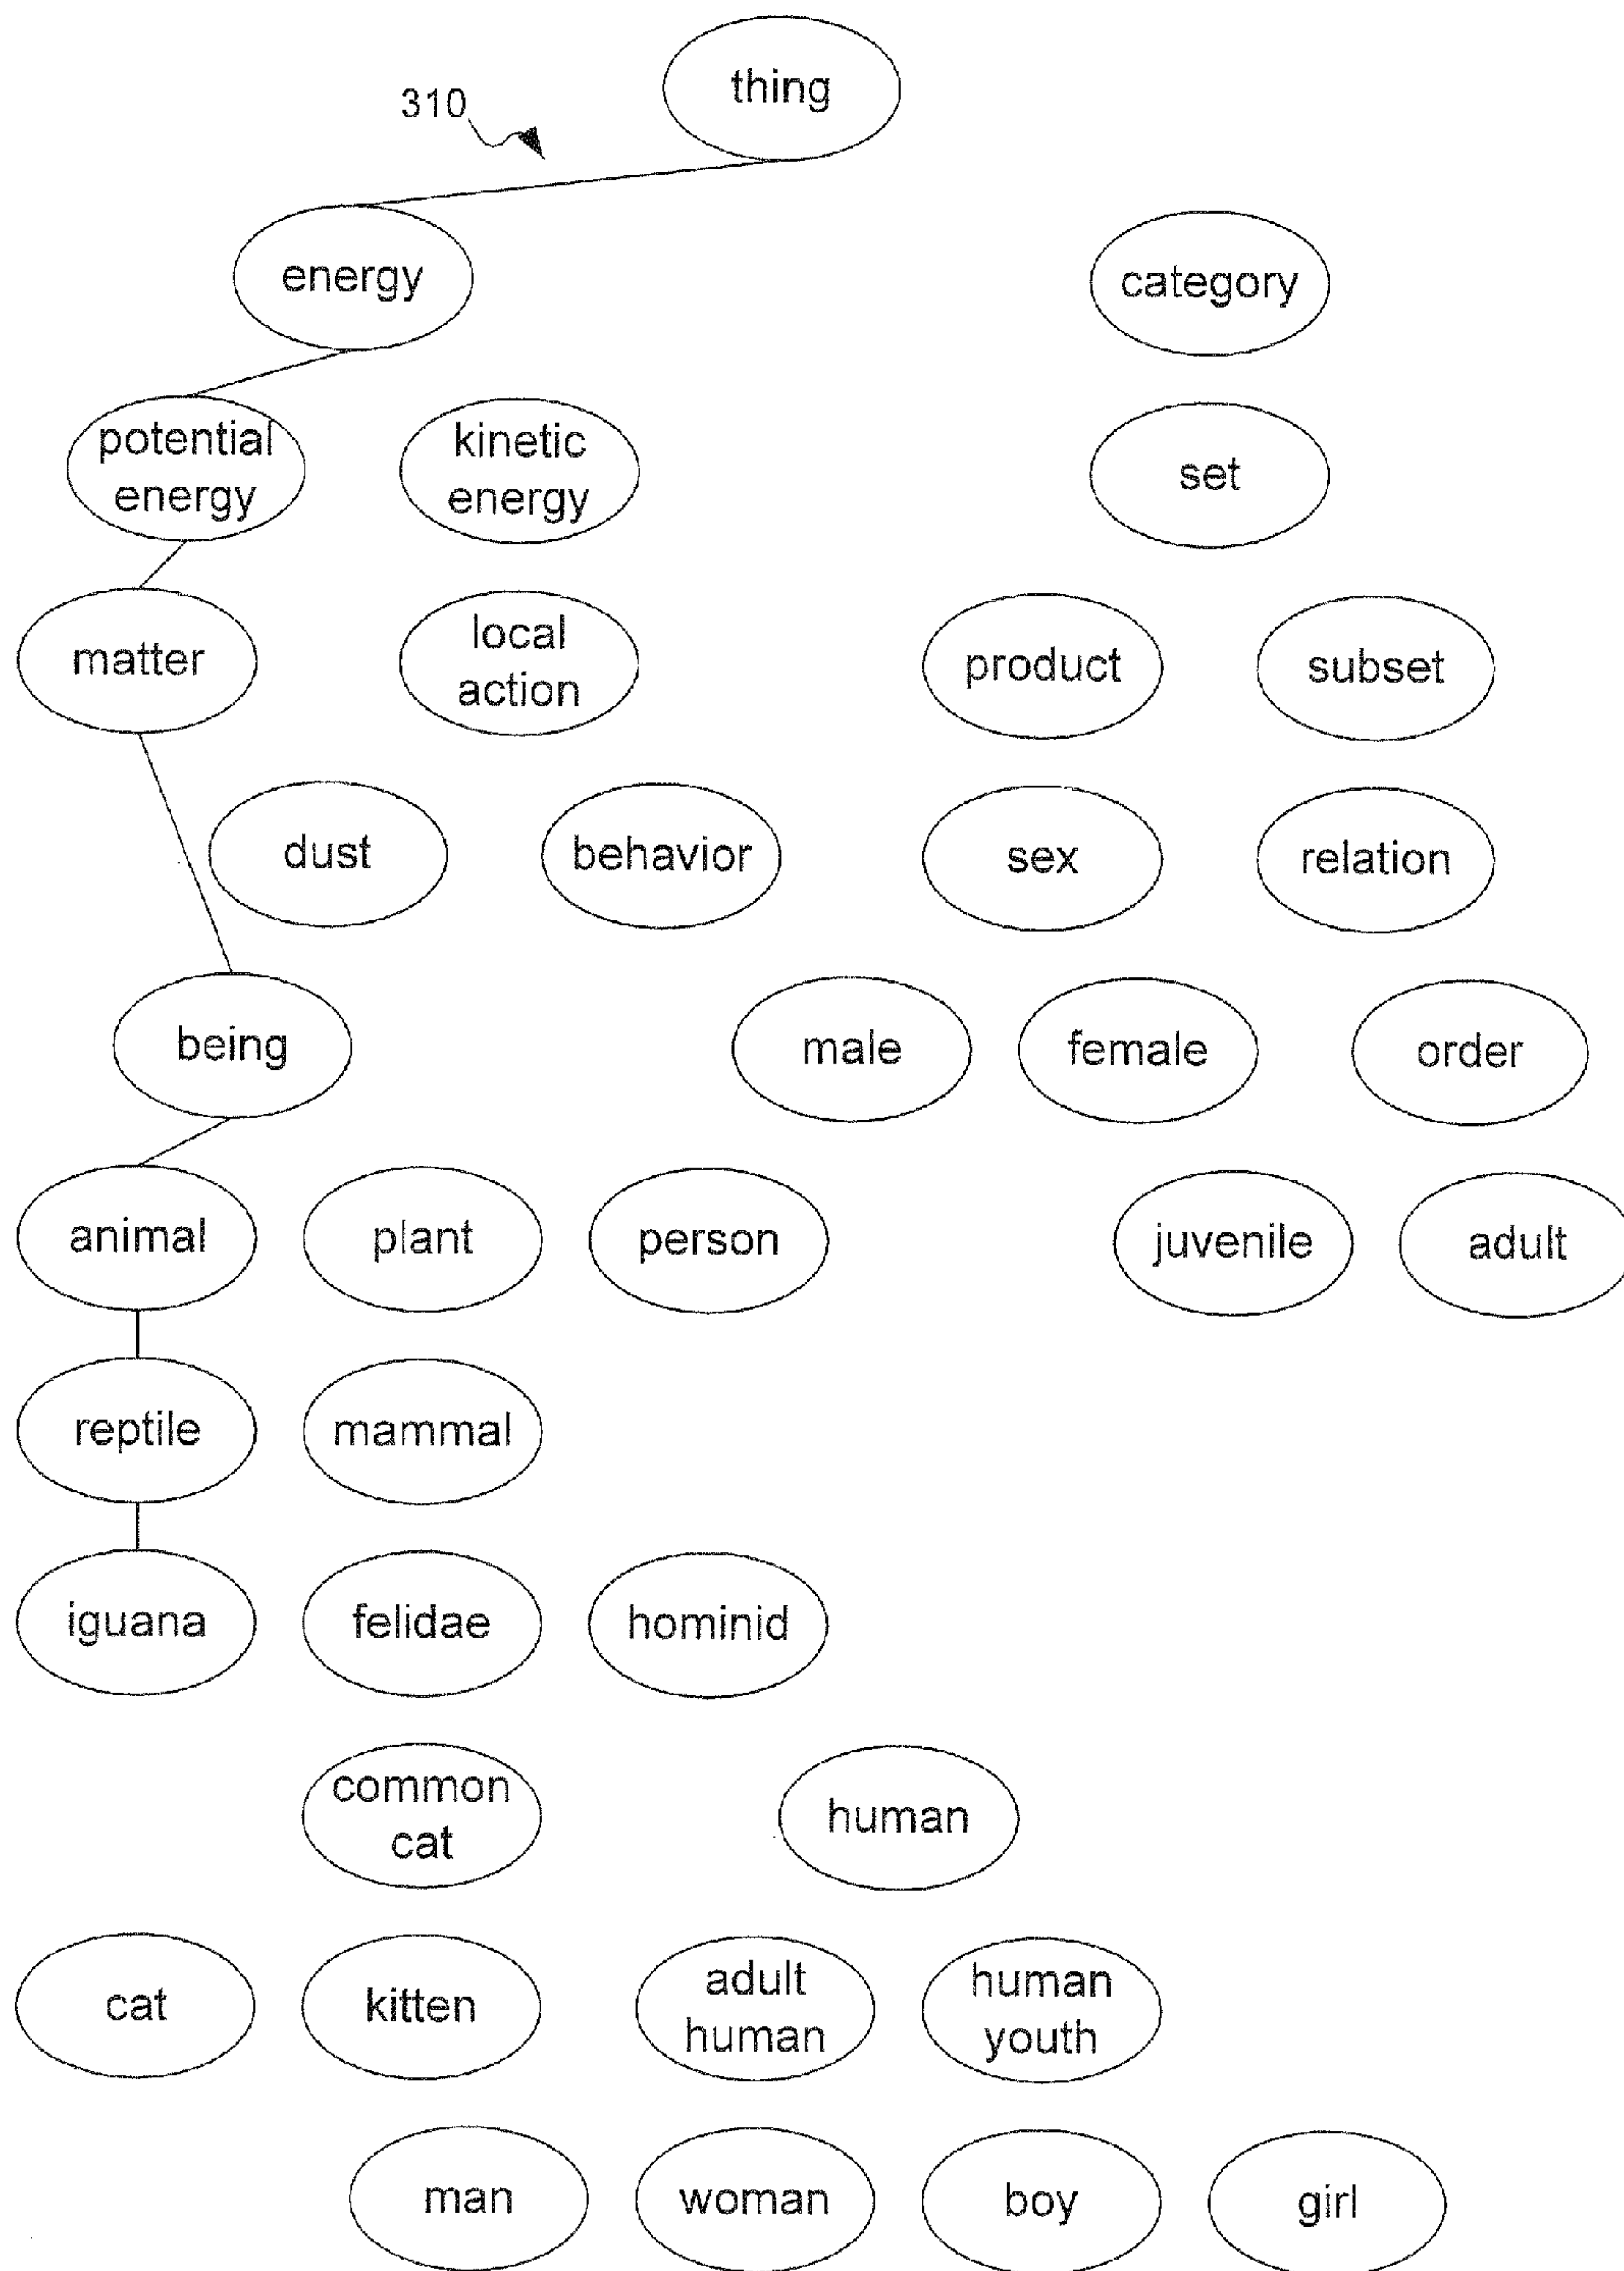 thing
310
energy
category
potential
energy
kinetic
energy
set
matter
local
action
product
subset
dust
behavior
sex
relation
being
male
female
order
animal
plant
person
juvenile
adult
reptile
mammal
iguana
felidae
hominid
common
cat
human
cat
kitten
adult
human
human
youth
man
woman
boy
girl